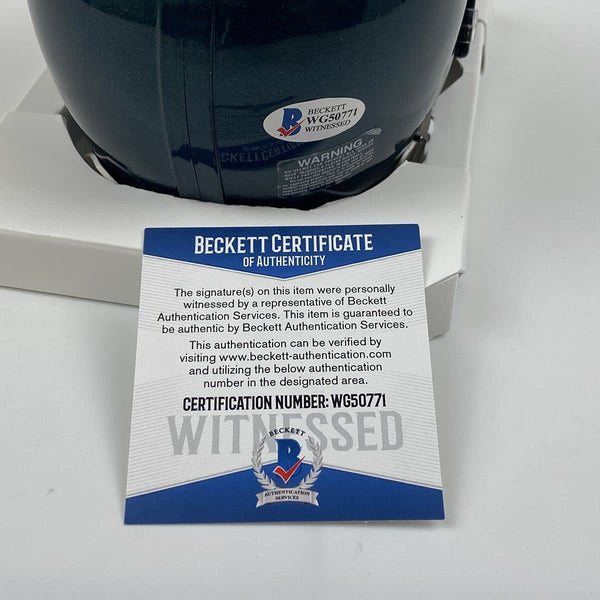 BECKETT
WG50771
WITNESSED
WARNING
BECKETT CERTIFICATE
OF AUTHENTICITY
The signature(s) on this item were personally
witnessed by a representative of Beckett
Authentication Services. This item is guaranteed to
be authentic by Beckett Authentication Services.
This authentication can be verified by
visiting www.beckett-authentication.com
and utilizing the below authentication
number in the designated area.
CERTIFICATION NUMBER: WG50771
WITNESSED
BECKETT
B
AUTHENTICATION
SERVICES